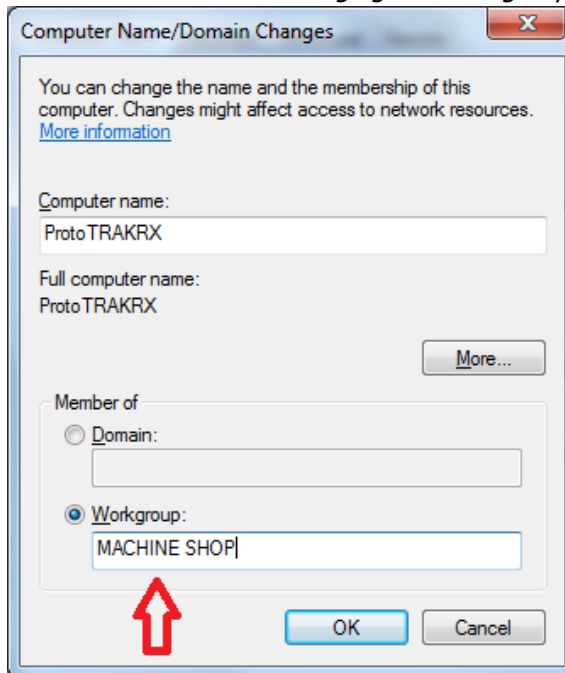 Computer Name/Domain Changes
You can change the name and the membership of this
computer. Changes might affect access to network resources.
More information
Computer name:
ProtoTRAKRX
Full computer name:
ProtoTRAKRX
More...
Member of
Domain:
Workgroup:
MACHINE SHOP
OK
Cancel